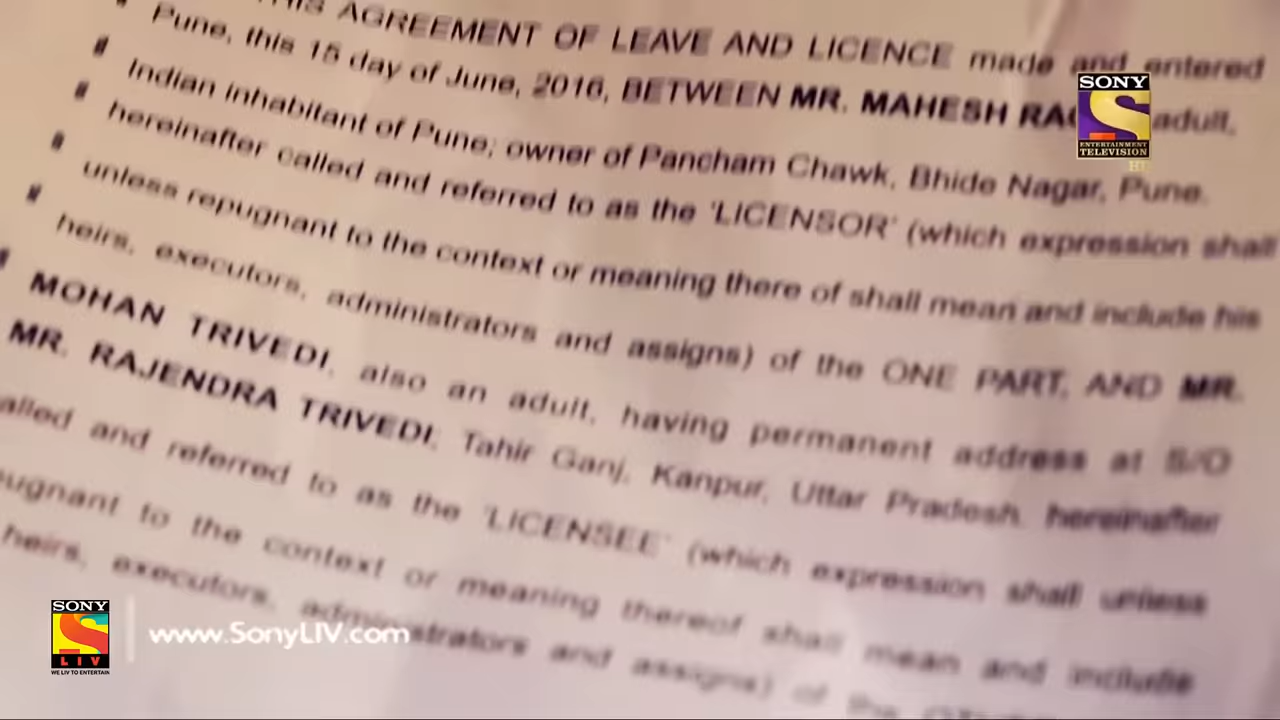 THIS AGREEMENT OF LEAVE AND LICENCE made and entered
Pune, this 15 day of June, 2016, BETWEEN MR. MAHESH adult,
Indian inhabitant of Pune; owner of Pancham Chawk, Bhide Nagar, Pune.
hereinafter called and referred to as the 'LICENSOR' (which expression shall
unless repugnant to the context or meaning there of shall mean and include his
heirs, executors, administrators and assigns) of the ONE PART, AND MR.
MOHAN TRIVEDI, also an adult, having permanent address at S/O
MR. RAJENDRA TRIVEDI, Tahir Ganj, Kanpur, Uttar Pradesh, hereinafter
alled and referred to as the 'LICENSEE' (which expression shall unless
pugnant to the context or meaning thereof shall mean and include
heirs, executors, administrators and assigns) of the
SONY
ENTERTAINMENT
TELEVISION
SONY
LIV
WE LIV TO ENTERTAIN
www.SonyLIV.com